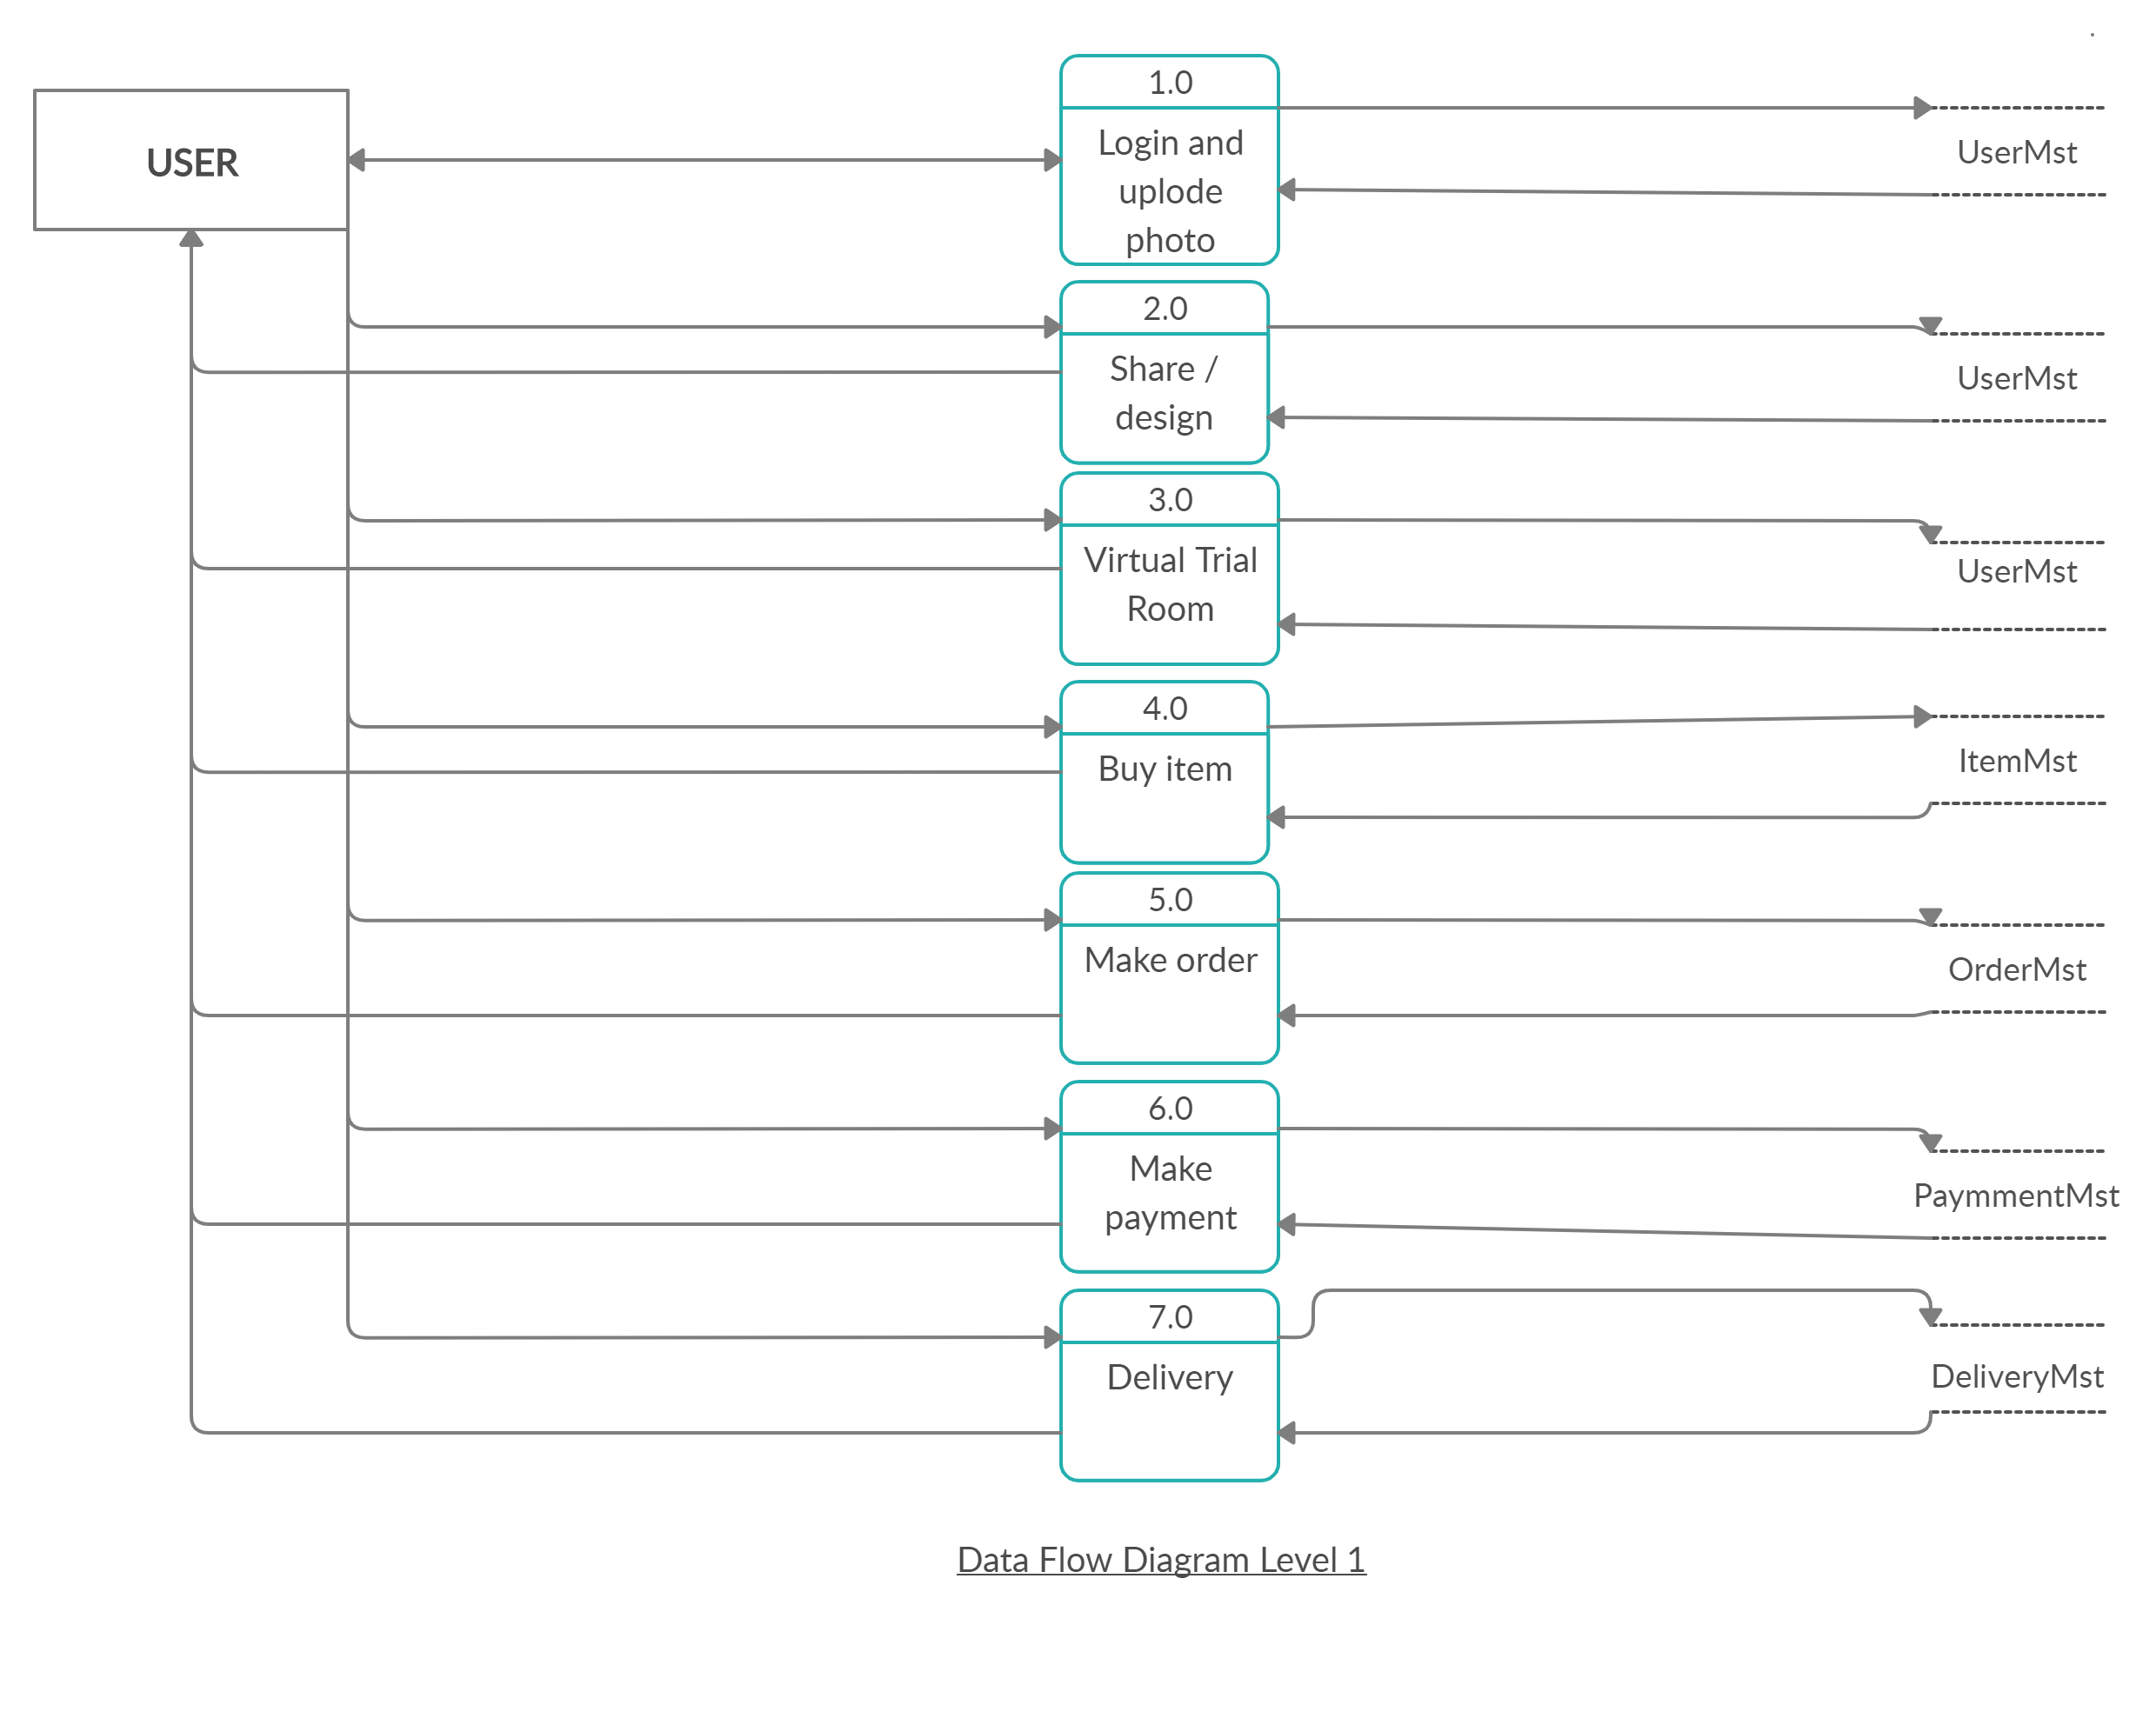 USER
1.0
Login and
uplode
photo
UserMst
2.0
Share /
design
UserMst
3.0
Virtual Trial
Room
UserMst
4.0
Buy item
ItemMst
5.0
Make order
OrderMst
6.0
Make
payment
PaymmentMst
7.0
Delivery
DeliveryMst
Data Flow Diagram Level 1